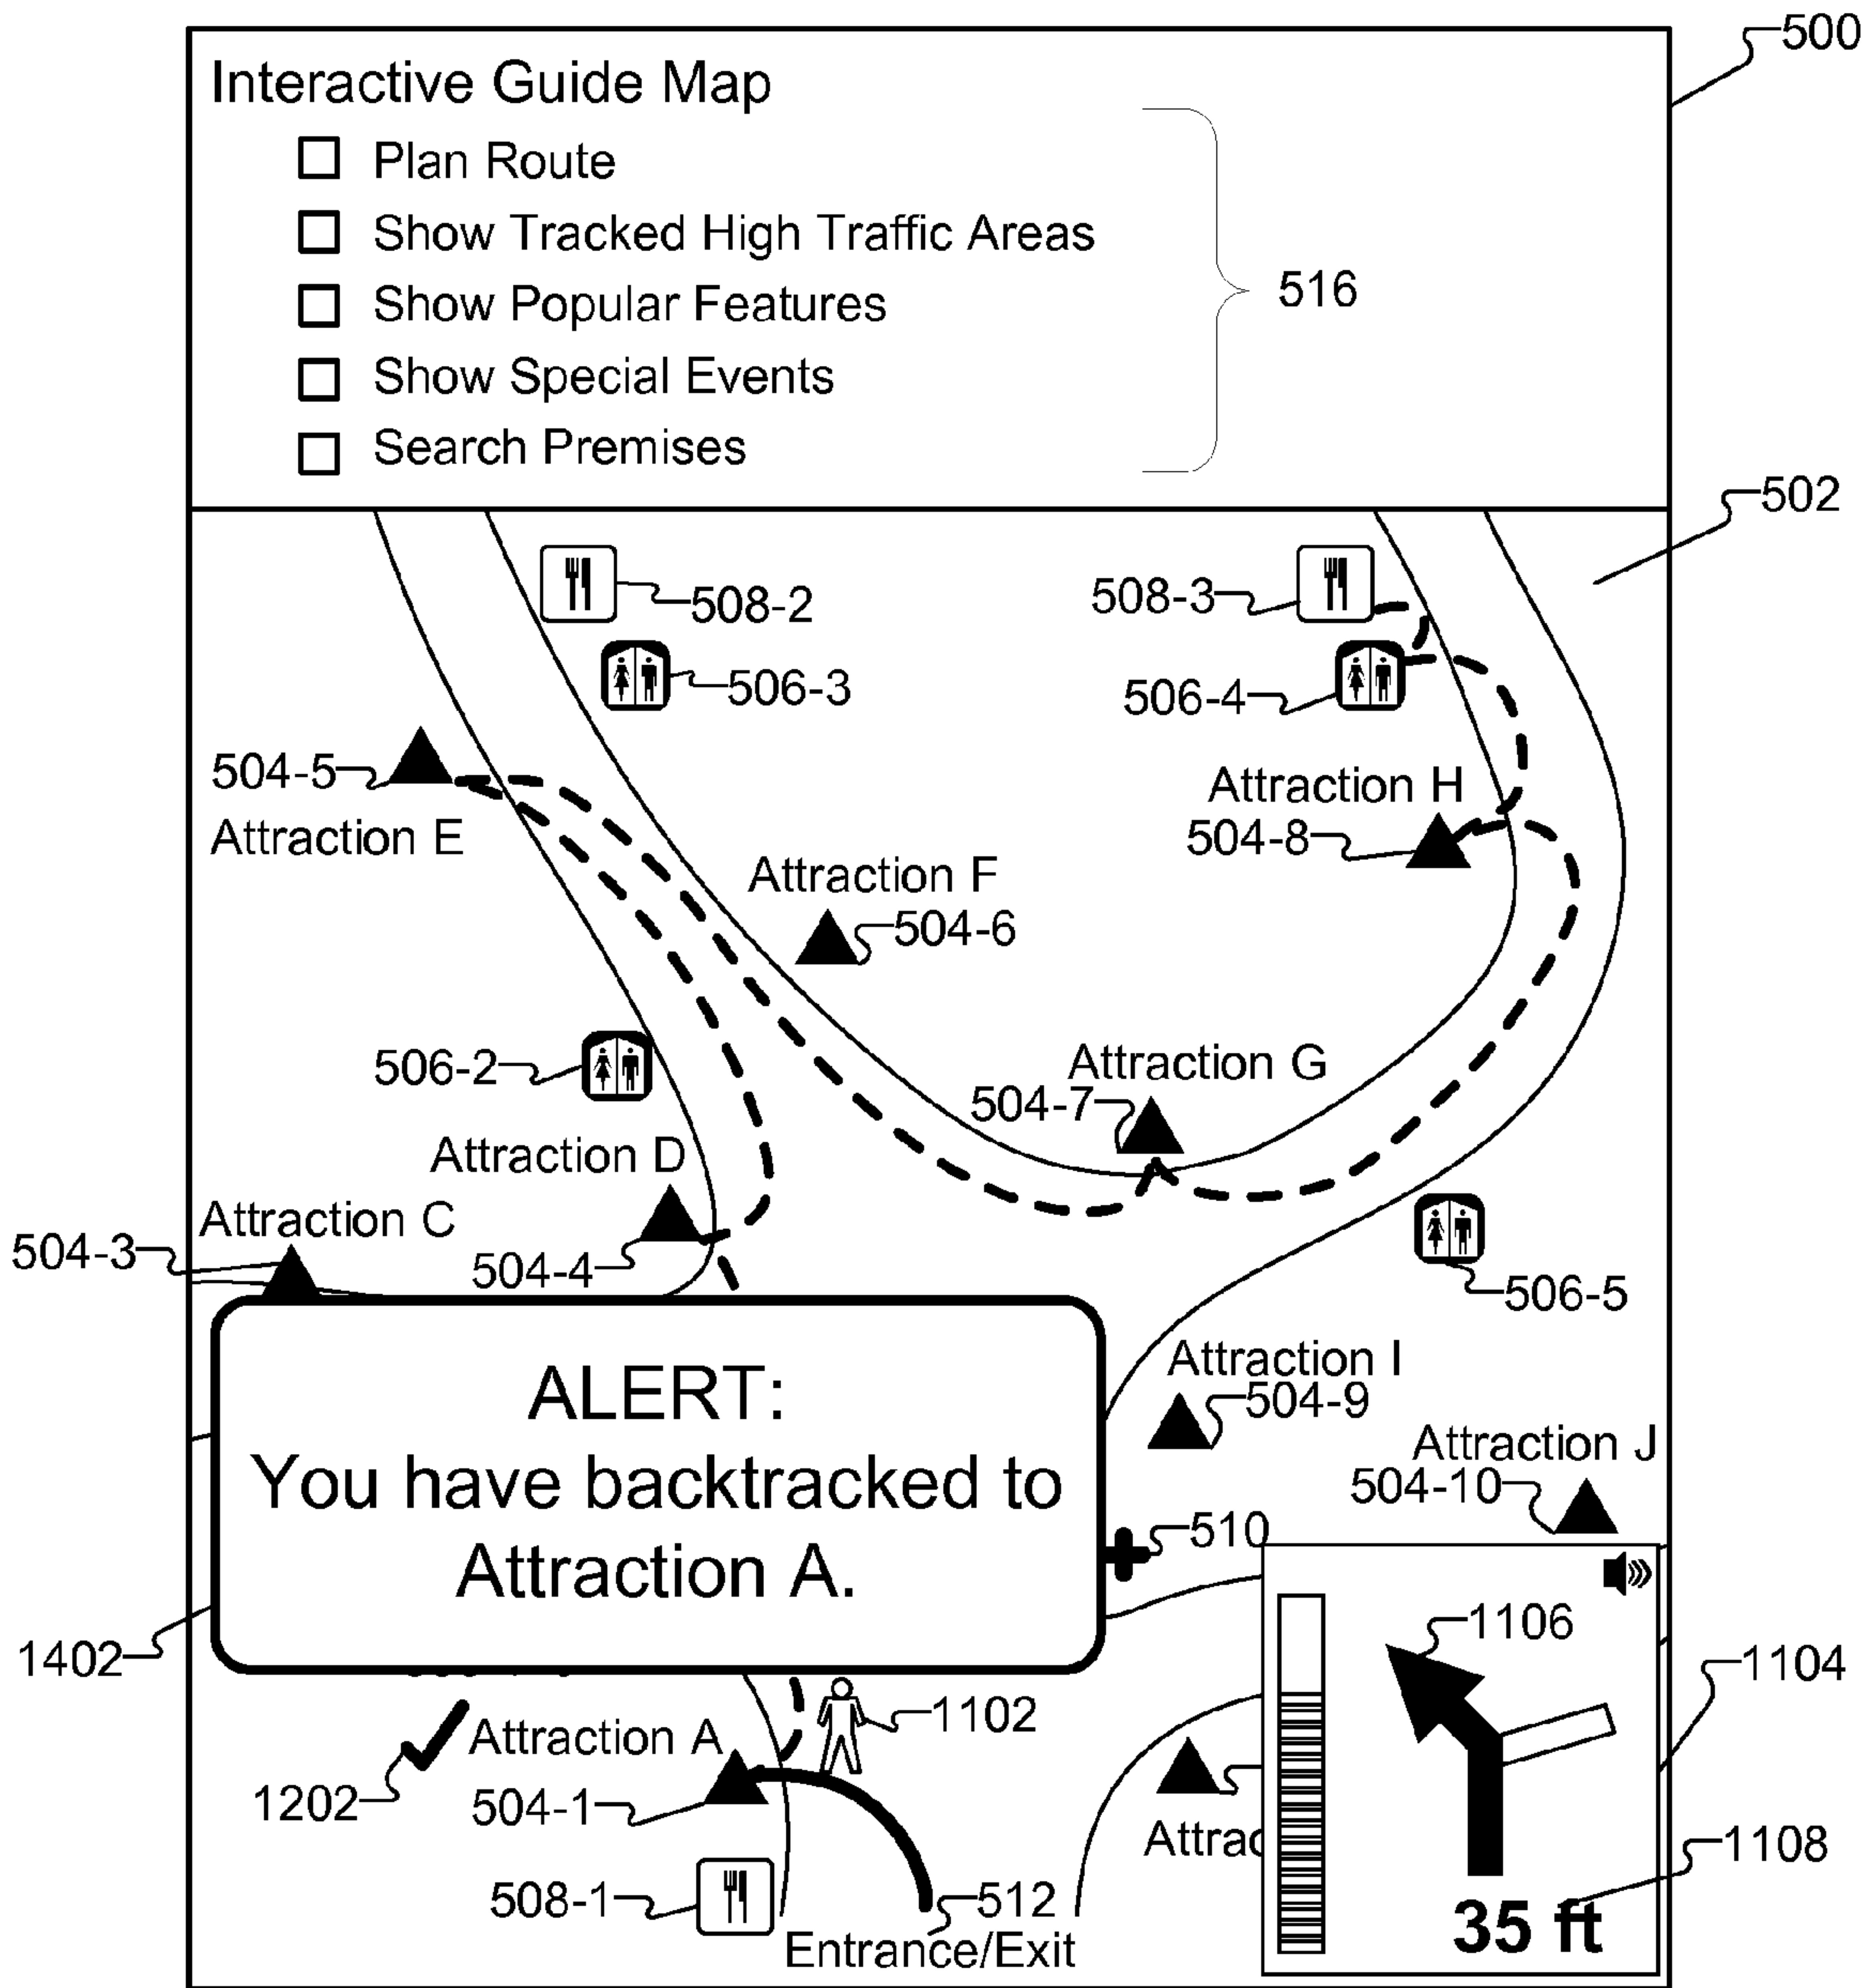 500
Interactive Guide Map
Plan Route
Show Tracked High Traffic Areas
Show Popular Features
Show Special Events
Search Premises
516
502
508-2
508-3
506-3
506-4
504-5
Attraction E
Attraction H
504-8
Attraction F
504-6
506-2
Attraction G
504-7
Attraction D
504-4
Attraction C
504-3
506-5
ALERT:
You have backtracked to
Attraction A.
Attraction I
504-9
Attraction J
504-10
510
1402
1106
1104
1102
Attraction A
1202
504-1
Attrac
1108
508-1
512
Entrance/Exit
35 ft